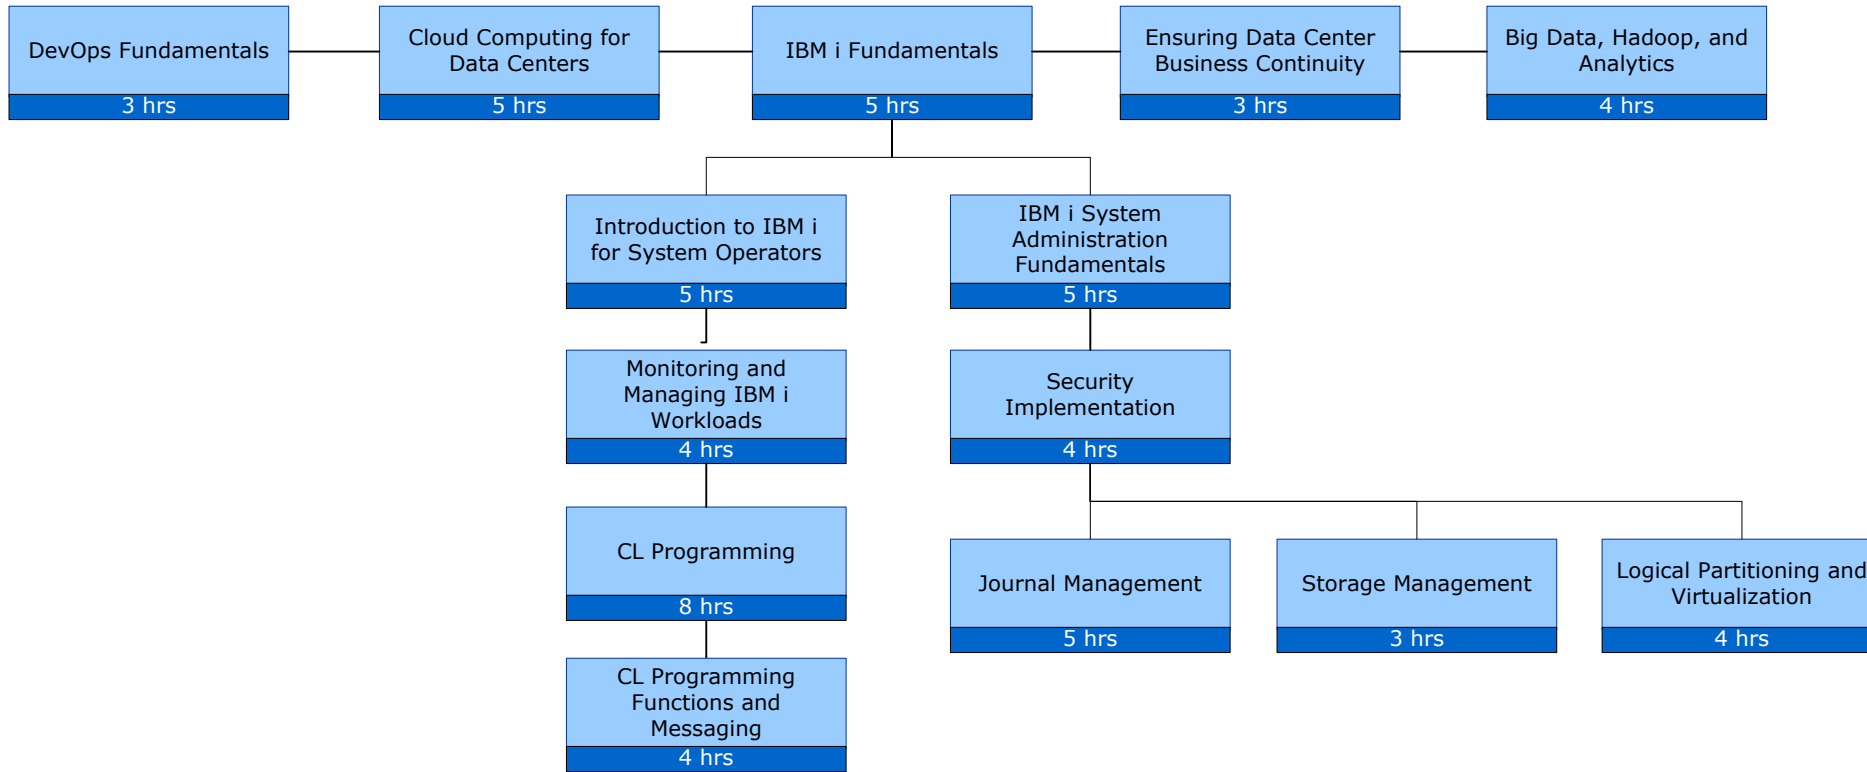 DevOps Fundamentals
3 hrs
Cloud Computing for
Data Centers
5 hrs
IBM i Fundamentals
5 hrs
Ensuring Data Center
Business Continuity
3 hrs
Big Data, Hadoop, and
Analytics
4 hrs
Introduction to IBM i
for System Operators
5 hrs
IBM i System
Administration
Fundamentals
5 hrs
Monitoring and
Managing IBM i
Workloads
4 hrs
Security
Implementation
4 hrs
CL Programming
8 hrs
Journal Management
5 hrs
Storage Management
3 hrs
Logical Partitioning and
Virtualization
4 hrs
CL Programming
Functions and
Messaging
4 hrs